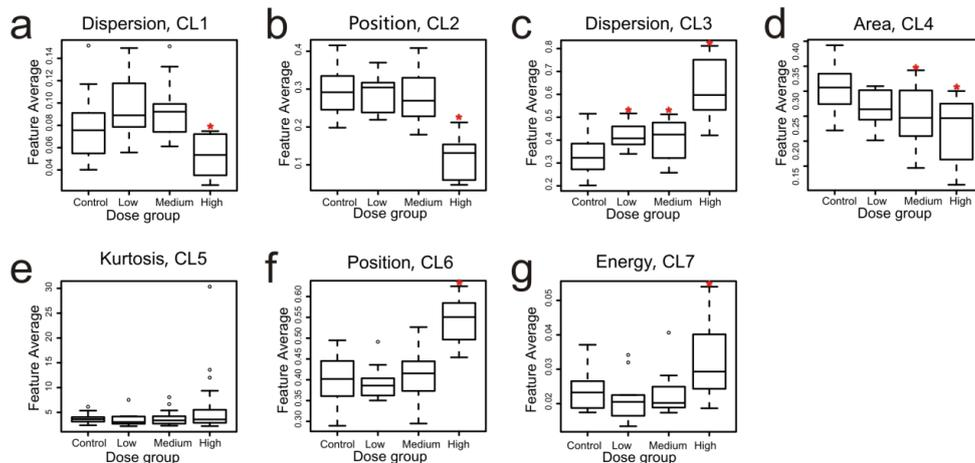 a Dispersion, CL1
Feature Average
0.04 0.06 0.08 0.10 0.12 0.14
Control Low Medium High
Dose group
b Position, CL2
Feature Average
0.1 0.2 0.3 0.4
Control Low Medium High
Dose group
c Dispersion, CL3
Feature Average
0.2 0.3 0.4 0.5 0.6 0.7 0.8
Control Low Medium High
Dose group
d Area, CL4
Feature Average
0.15 0.20 0.25 0.30 0.35 0.40
Control Low Medium High
Dose group
e Kurtosis, CL5
Feature Average
5 10 15 20 25 30
Control Low Medium High
Dose group
f Position, CL6
Feature Average
0.30 0.35 0.40 0.45 0.50 0.55 0.60
Control Low Medium High
Dose group
g Energy, CL7
Feature Average
0.02 0.03 0.04 0.05
Control Low Medium High
Dose group